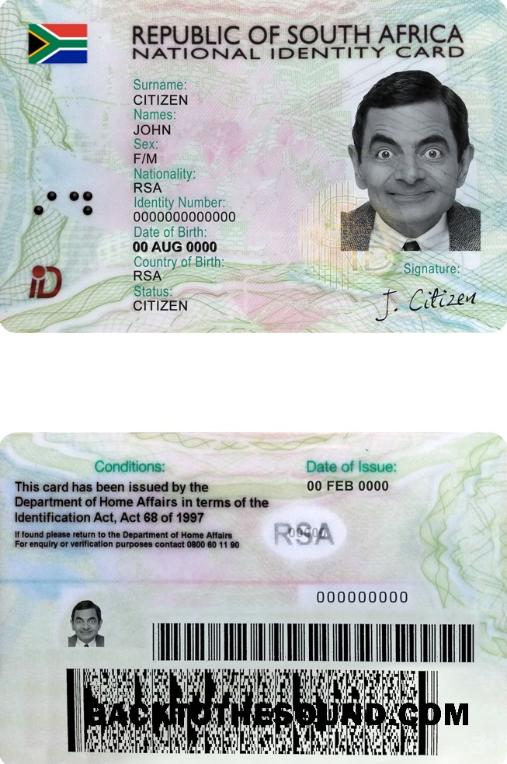 REPUBLIC OF SOUTH AFRICA
NATIONAL IDENTITY CARD
Surname:
CITIZEN
Names:
JOHN
Sex:
F/M
Nationality:
RSA
Identity Number:
0000000000000
Date of Birth:
00 AUG 0000
Country of Birth:
RSA
Status:
CITIZEN
iD
Signature:
J. Citizen
Conditions:
This card has been issued by the
Department of Home Affairs in terms of the
Identification Act, Act 68 of 1997
If found please return to the Department of Home Affairs
For enquiry or verification purposes contact 0800 60 11 90
Date of Issue:
00 FEB 0000
RSA
000000000
BACKTOTHESOUND.COM